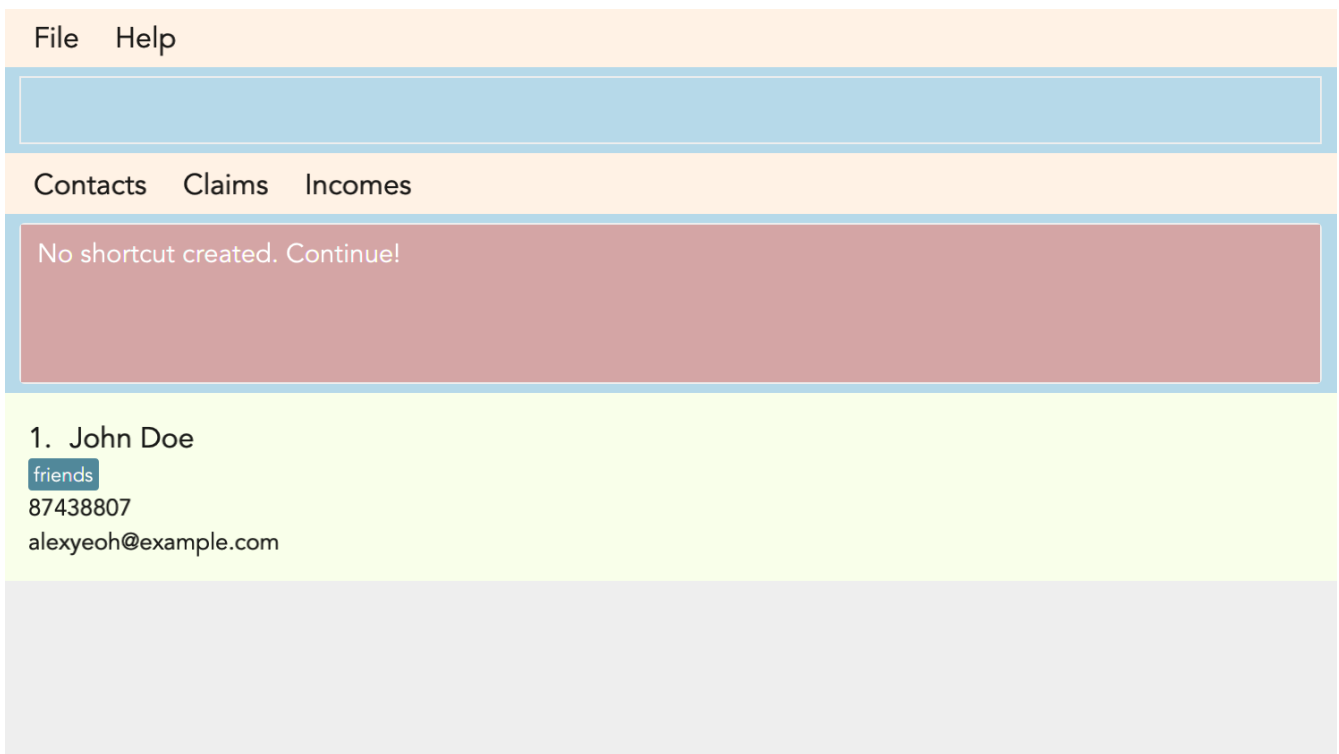 File Help
Contacts Claims Incomes
No shortcut created. Continue!
1. John Doe
friends
87438807
alexyeoh@example.com